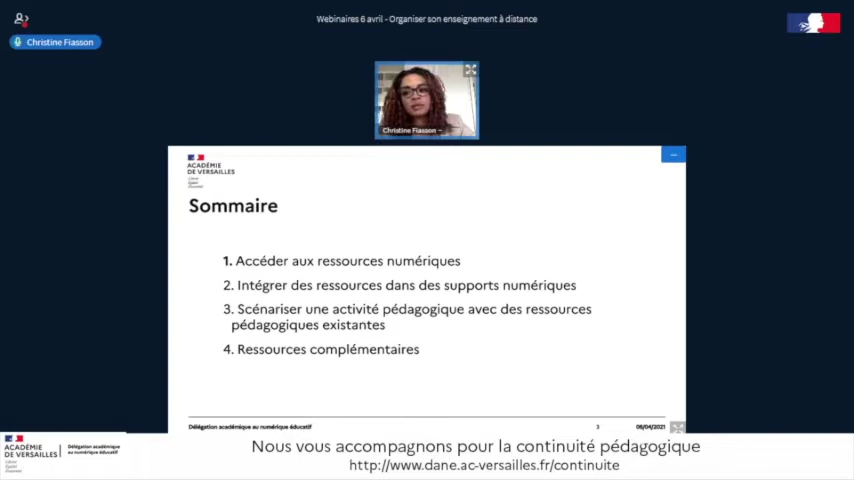 Webinaires 6 avril - Organiser son enseignement à distance
Christine Fiasson
Christine Fiasson
ACADÉMIE
DE VERSAILLES
Sommaire
1. Accéder aux ressources numériques
2. Intégrer des ressources dans des supports numériques
3. Scénariser une activité pédagogique avec des ressources
pédagogiques existantes
4. Ressources complémentaires
Délégation académique au numérique éducatif
3
06/04/2021
ACADÉMIE
DE VERSAILLES
Délégation académique
au numérique éducatif
Nous vous accompagnons pour la continuité pédagogique
http://www.dane.ac-versailles.fr/continuite